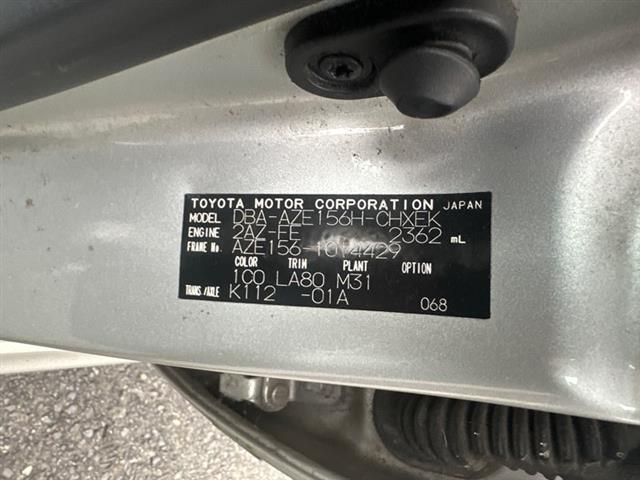 TOYOTA MOTOR CORPORATION JAPAN
MODEL DBA-AZE156H-CHXEK
ENGINE 2AZ-FE 2362 mL
FRAME No. AZE156-1014429
COLOR TRIM PLANT OPTION
1C0 LA80 M31
TRANS/AXLE K112 -01A 068